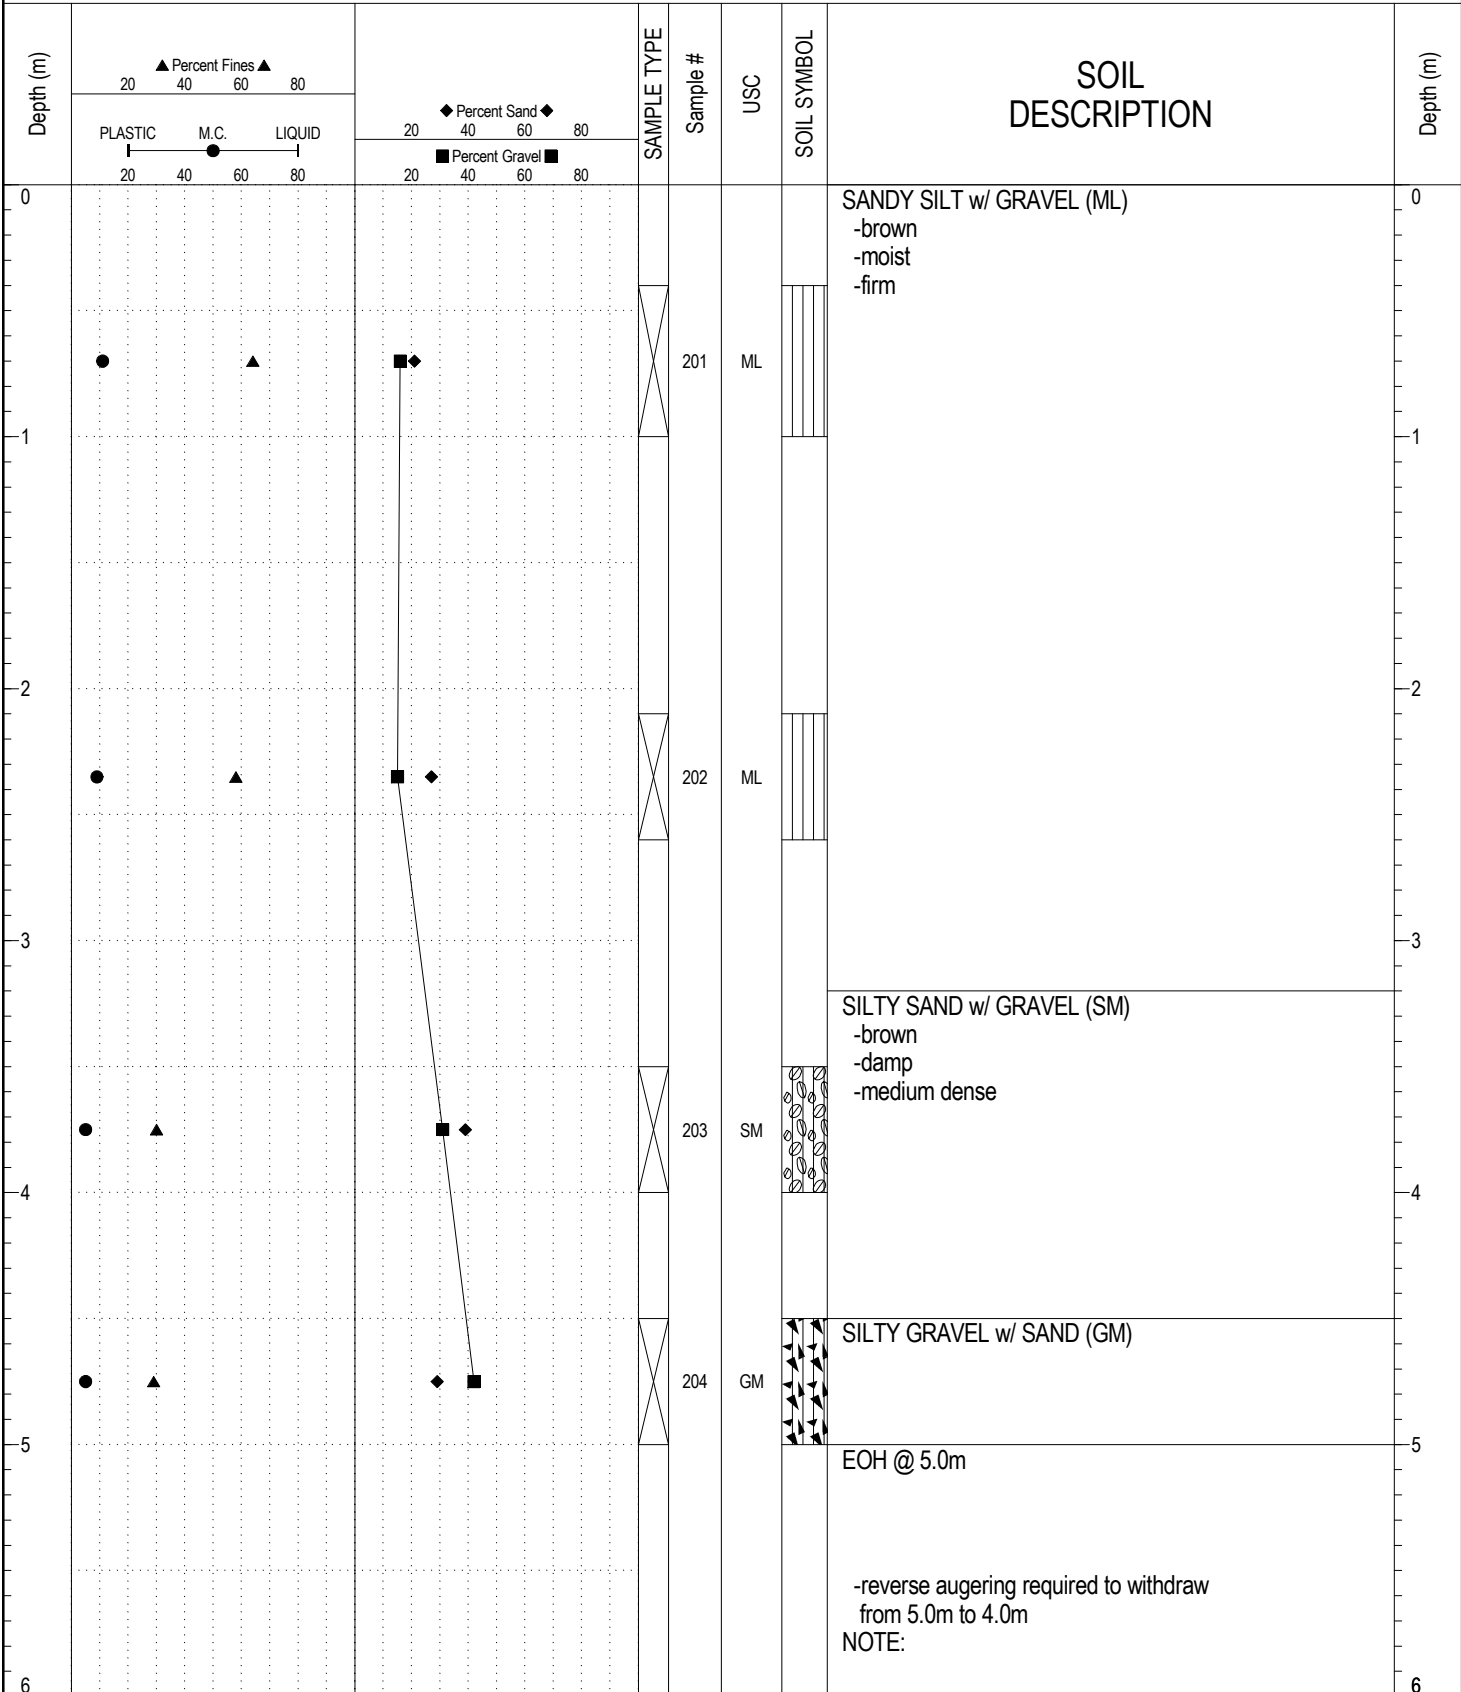 Depth (m)
▲ Percent Fines ▲
20 40 60 80
PLASTIC M.C. LIQUID
20 40 60 80
◆ Percent Sand ◆
20 40 60 80
■ Percent Gravel ■
20 40 60 80
SAMPLE TYPE
Sample #
USC
SOIL SYMBOL
SOIL
DESCRIPTION
Depth (m)
0
SANDY SILT w/ GRAVEL (ML)
0
-brown
-moist
-firm
201 ML
1 1
2 2
202 ML
3 3
SILTY SAND w/ GRAVEL (SM)
-brown
-damp
-medium dense
203 SM
4 4
SILTY GRAVEL w/ SAND (GM)
204 GM
5 5
EOH @ 5.0m
-reverse augering required to withdraw
from 5.0m to 4.0m
NOTE:
6 6